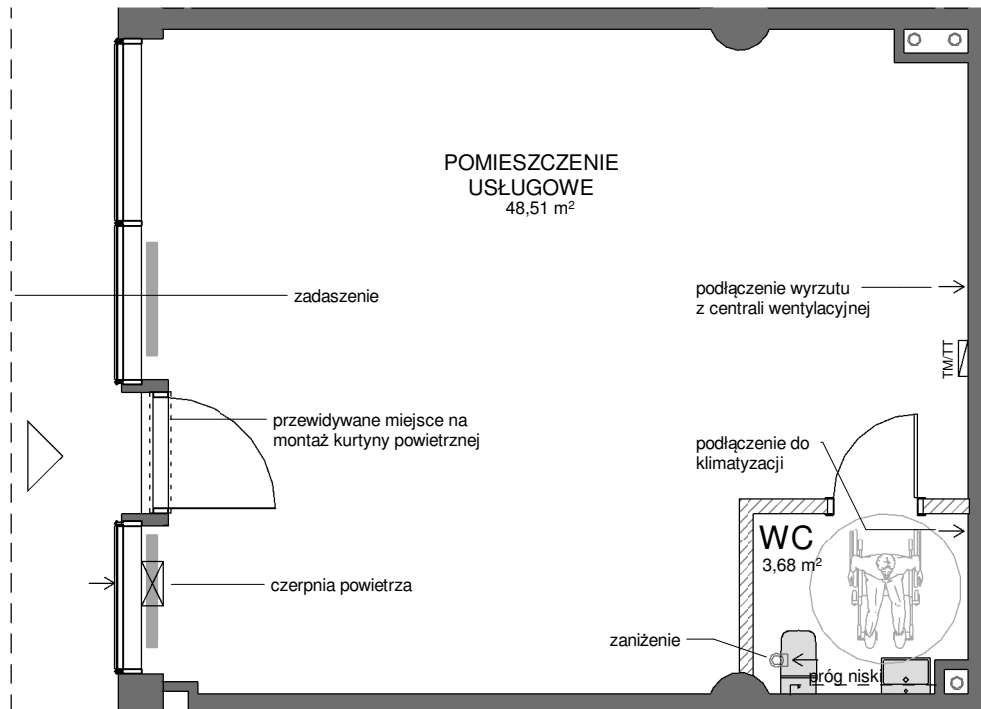 POMIESZCZENIE
USŁUGOWE
48,51 m²
zadaszenie
podłączenie wyrzutu
z centrali wentylacyjnej
TM/TT
przewidywane miejsce na
montaż kurtyny powietrznej
podłączenie do
klimatyzacji
WC
3,68 m²
czerpnia powietrza
zaniżenie
próg niski